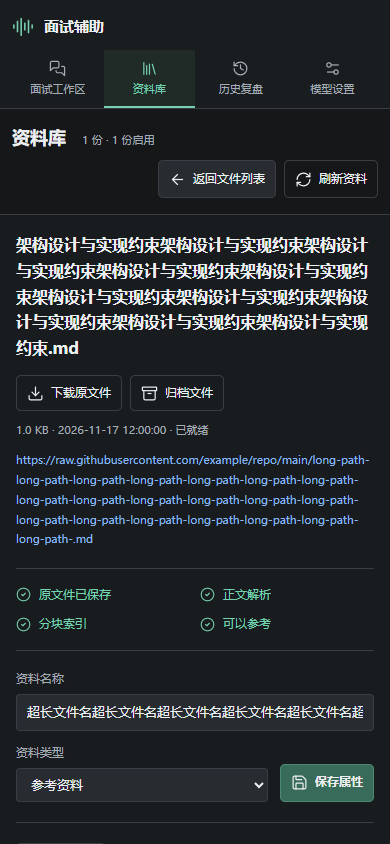 面试辅助
面试工作区
资料库
历史复盘
模型设置
资料库
1 份 · 1 份启用
返回文件列表
刷新资料
架构设计与实现约束架构设计与实现约束架构设计
与实现约束架构设计与实现约束架构设计与实现约
束架构设计与实现约束架构设计与实现约束架构设
计与实现约束架构设计与实现约束架构设计与实现
约束.md
下载原文件
归档文件
1.0 KB · 2026-11-17 12:00:00 · 已就绪
https://raw.githubusercontent.com/example/repo/main/long-path-
long-path-long-path-long-path-long-path-long-path-long-path-
long-path-long-path-long-path-long-path-long-path-long-path-
long-path-long-path-long-path-long-path-long-path-long-path-
long-path-.md
原文件已保存
正文解析
分块索引
可以参考
资料名称
超长文件名超长文件名超长文件名超长文件名超长文件名超
资料类型
参考资料
保存属性